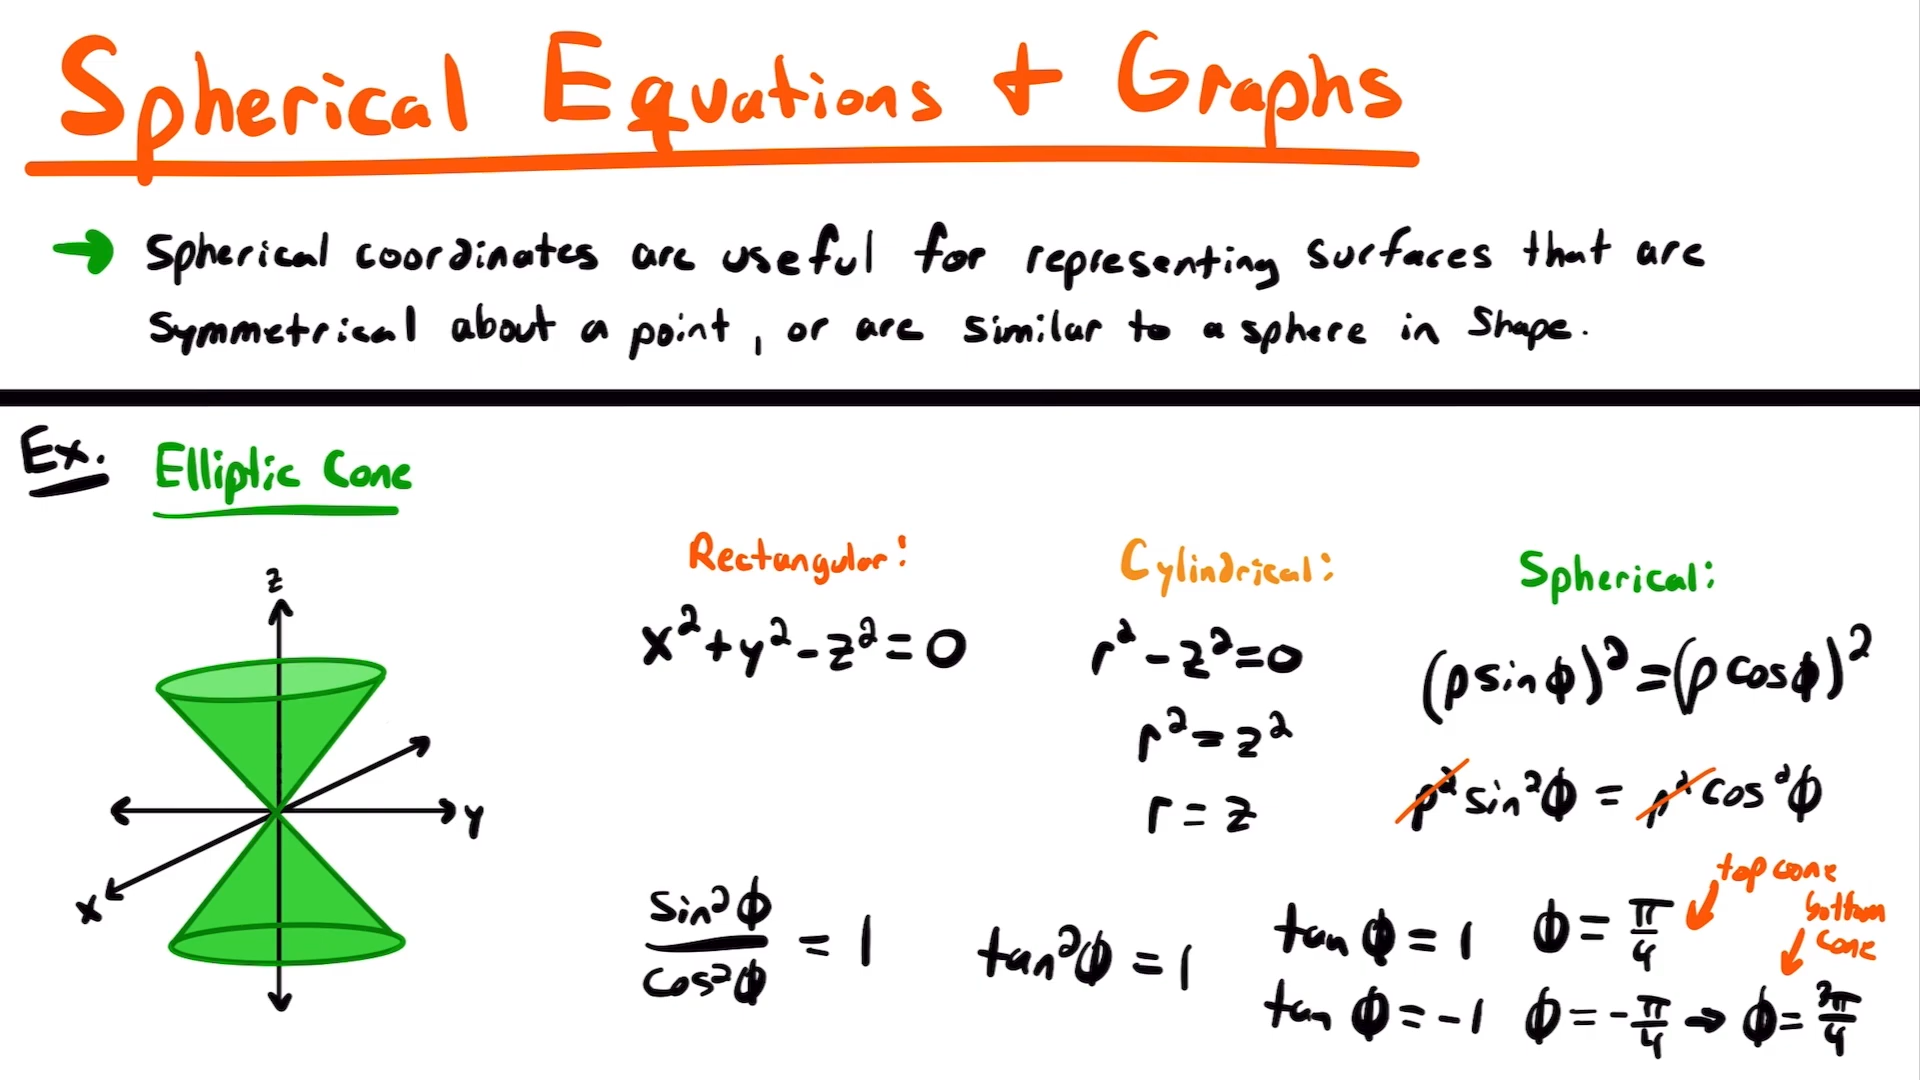 Spherical Equations + Graphs
→ Spherical coordinates are useful for representing surfaces that are
symmetrical about a point, or are similar to a sphere in shape.
Ex. Elliptic Cone
z
y
x
Rectangular:
x²+y²-z²=0
Cylindrical:
r²-z²=0
r²=z²
r=z
Spherical:
(ρsinφ)²=(ρcosφ)²
ρ²sin²φ = ρ²cos²φ
sin²φ/cos²φ = 1
tan²φ = 1
tan φ = 1 φ = π/4
top cone
tan φ = -1 φ = -π/4 → φ = 3π/4
bottom
cone